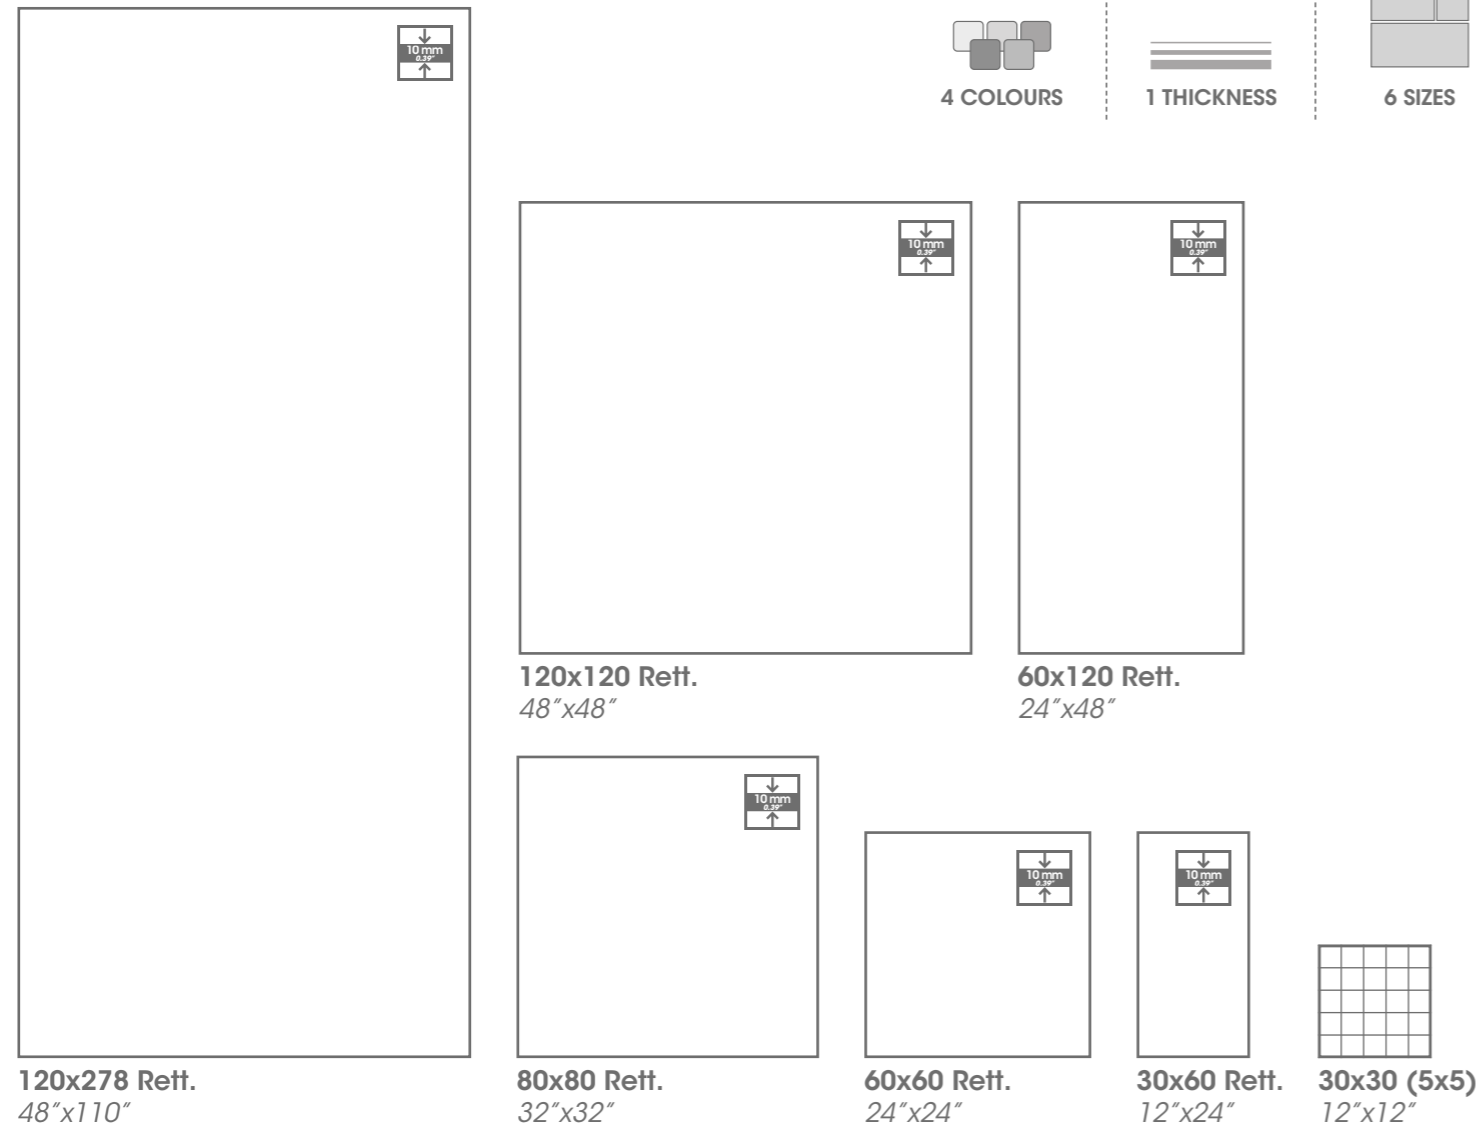 10 mm
0.39"
4 COLOURS
1 THICKNESS
6 SIZES
10 mm
0.39"
10 mm
0.39"
120x120 Rett.
48"x48"
60x120 Rett.
24"x48"
10 mm
0.39"
10 mm
0.39"
10 mm
0.39"
120x278 Rett.
48"x110"
80x80 Rett.
32"x32"
60x60 Rett.
24"x24"
30x60 Rett.
12"x24"
30x30 (5x5)
12"x12"